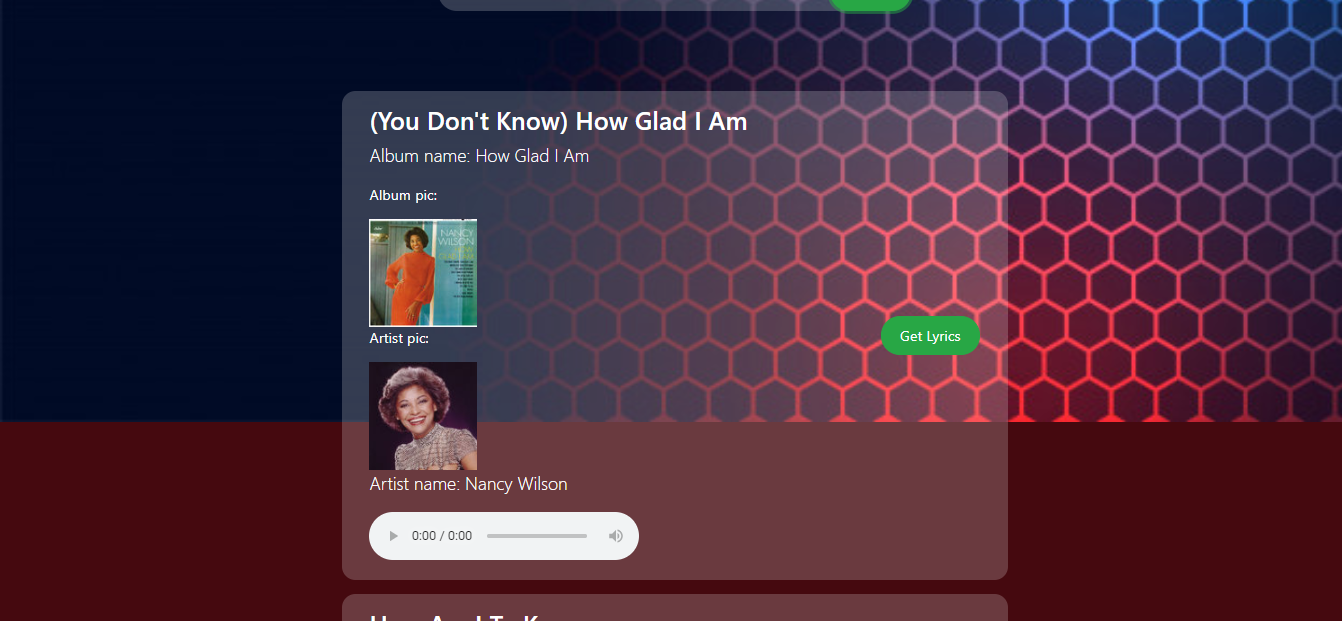 (You Don't Know) How Glad I Am
Album name: How Glad I Am
Album pic:
NANCY
WILSON
Artist pic:
Get Lyrics
Artist name: Nancy Wilson
0:00 / 0:00